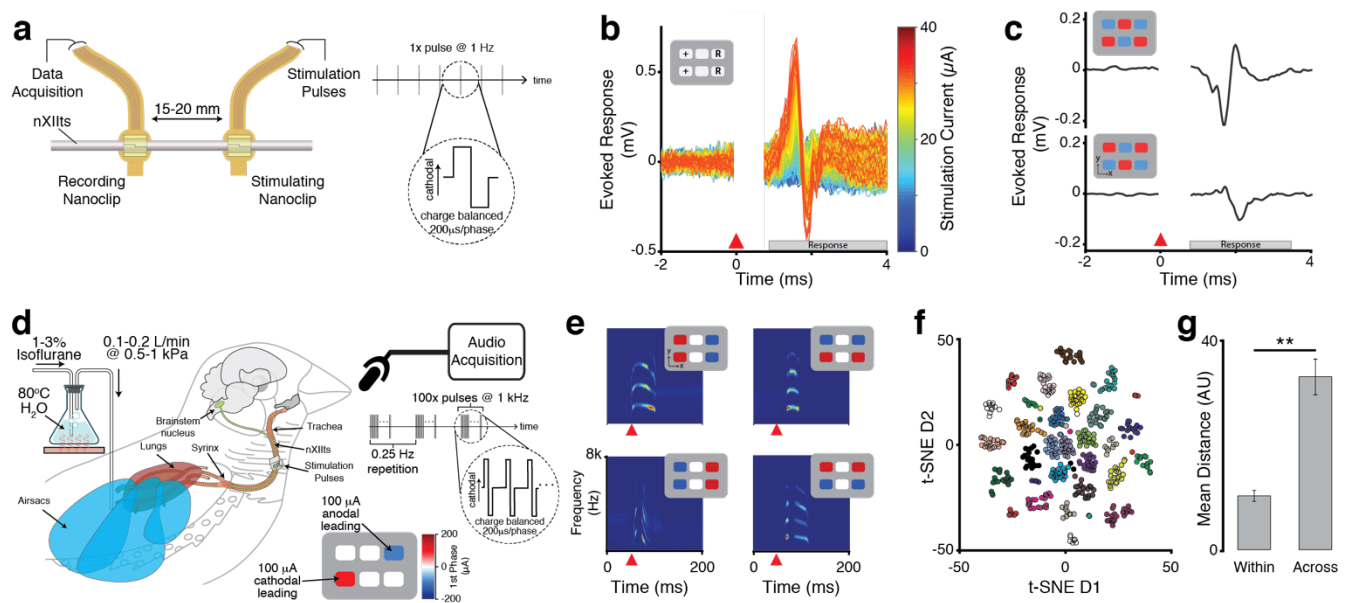 a
Data
Acquisition
Stimulation
Pulses
15-20 mm
nXIIts
Recording
Nanoclip
Stimulating
Nanoclip
1x pulse @ 1 Hz
time
cathodal
charge balanced
200µs/phase
b
Evoked Response
(mV)
0.5
0
-0.5
+ R
+ R
Response
-2 0 2 4
Time (ms)
40
20
0
Stimulation Current (µA)
c
Evoked Response
(mV)
0.2
0
-0.2
0.2
0
-0.2
y
x
Response
-2 0 4
Time (ms)
d
1-3%
Isoflurane
0.1-0.2 L/min
@ 0.5-1 kPa
80°C
H2O
Brainstem
nucleus
Lungs
Syrinx
Airsacs
Trachea
nXIIts
Stimulation
Pulses
Audio
Acquisition
100x pulses @ 1 kHz
time
0.25 Hz
repetition
cathodal
charge balanced
200µs/phase
100 µA
anodal
leading
100 µA
cathodal
leading
200
0
-200
1st Phase
(µA)
e
y
x
8k
Frequency
(Hz)
0 200
Time (ms)
0 200
Time (ms)
f
t-SNE D2
50
0
-50
-50 0 50
t-SNE D1
g
Mean Distance (AU)
40
0
**
Within Across